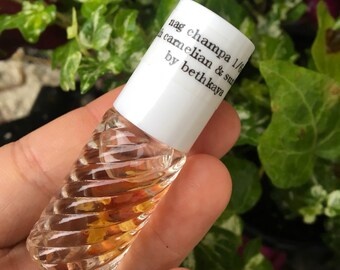 nag champa
carnelian &
by bethkaya